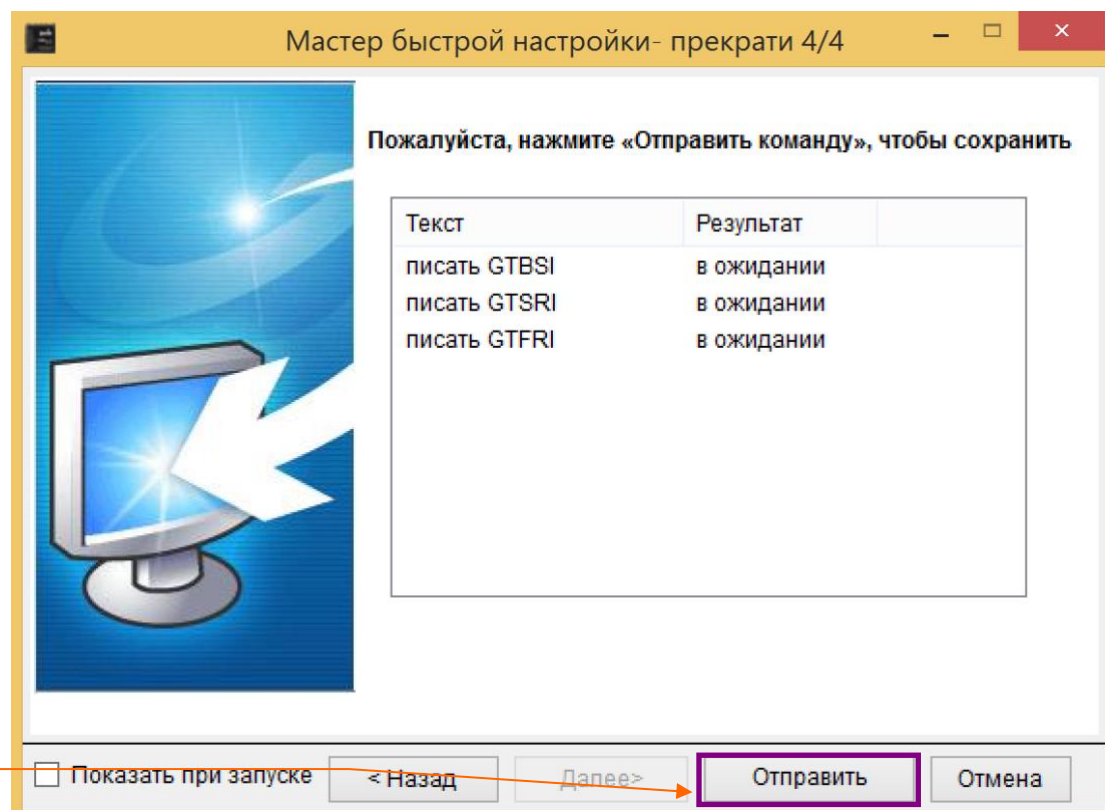 Мастер быстрой настройки- прекрати 4/4
Пожалуйста, нажмите «Отправить команду», чтобы сохранить
Текст Результат
писать GTBSI в ожидании
писать GTSRI в ожидании
писать GTFRI в ожидании
Показать при запуске < Назад Далее> Отправить Отмена